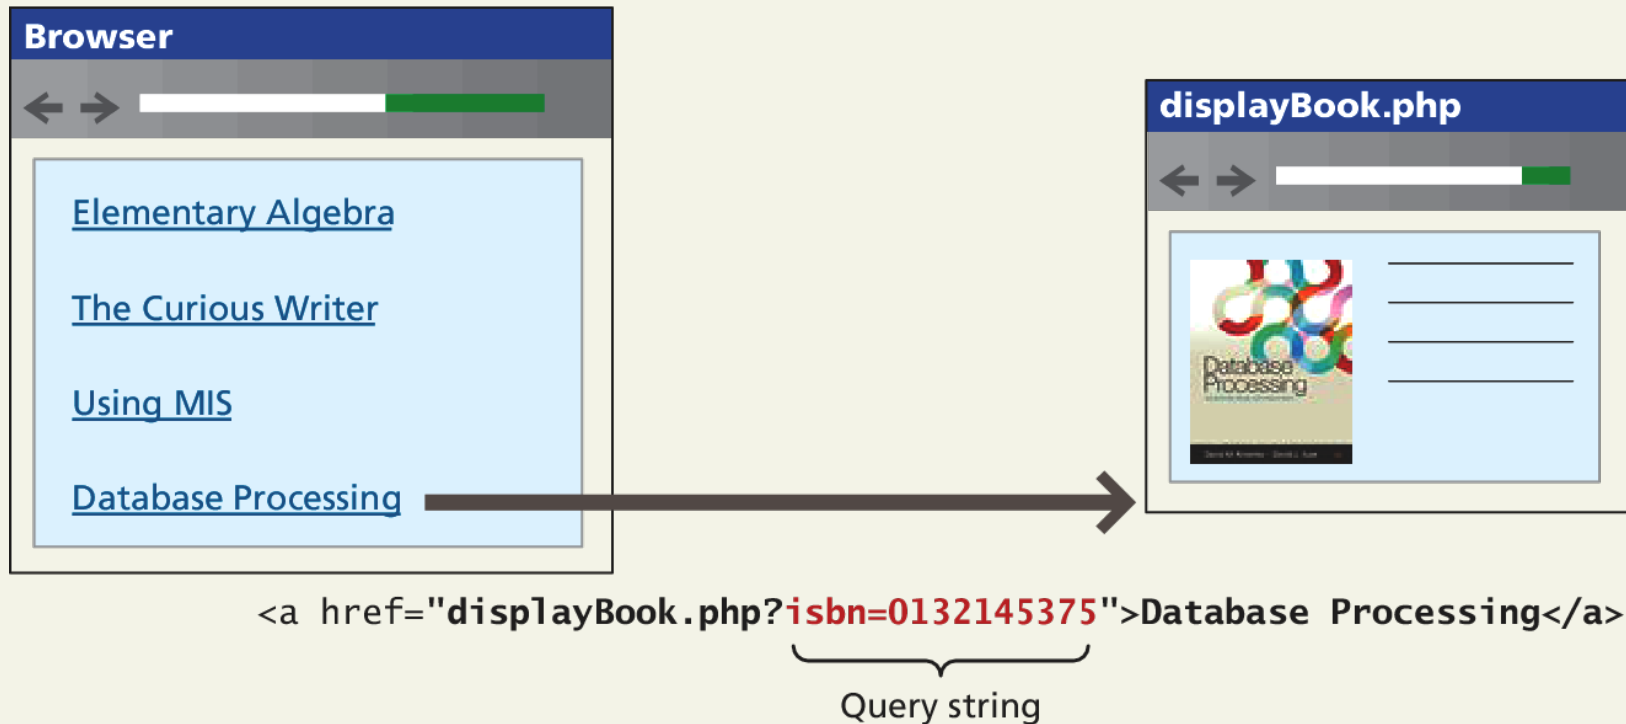 Browser
Elementary Algebra
The Curious Writer
Using MIS
Database Processing
displayBook.php
Database
Processing
<a href="displayBook.php?isbn=0132145375">Database Processing</a>
Query string